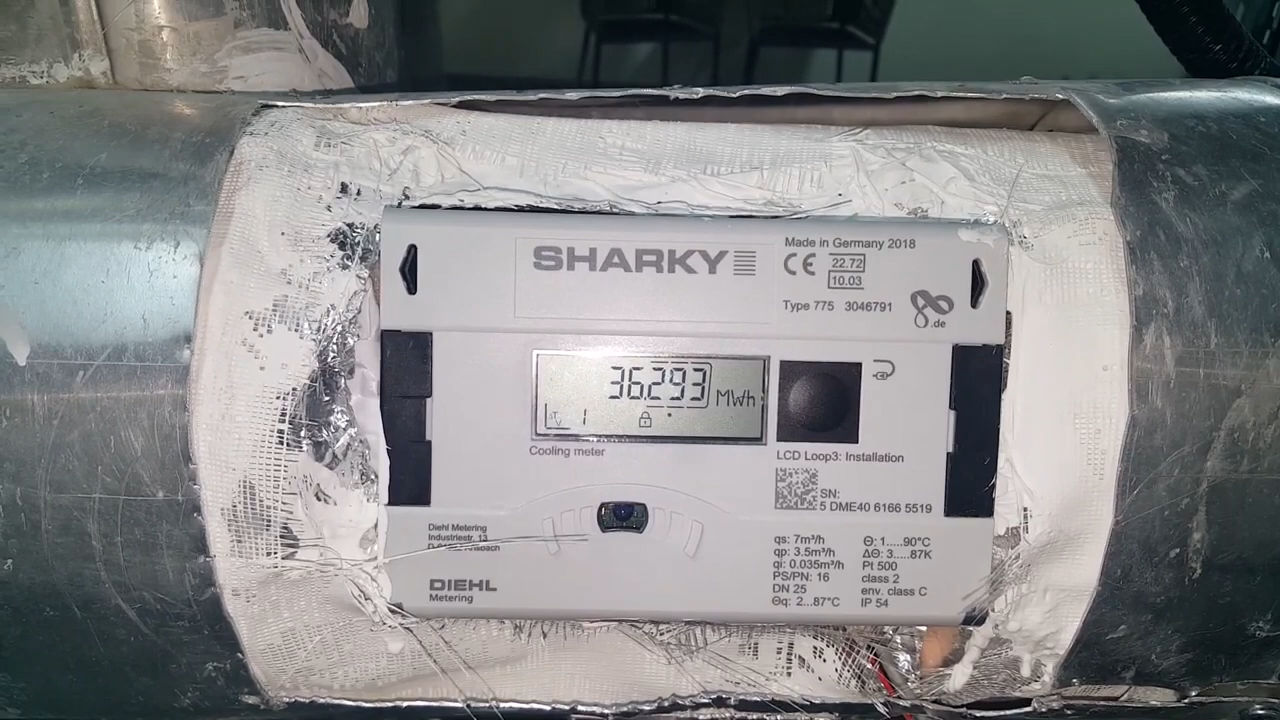 SHARKY
Made in Germany 2018
CE 22.72
10.03
Type 775 3046791
.de
36.293 MWh
1
Cooling meter
LCD Loop3: Installation
SN:
5 DME40 6166 5519
Diehl Metering
Industriestr. 13
Ansbach
DIEHL
Metering
qs: 7m³/h
qp: 3.5m³/h
qi: 0.035m³/h
PS/PN: 16
DN 25
Θq: 2...87°C
Θ: 1.....90°C
ΔΘ: 3.....87K
Pt 500
class 2
env. class C
IP 54